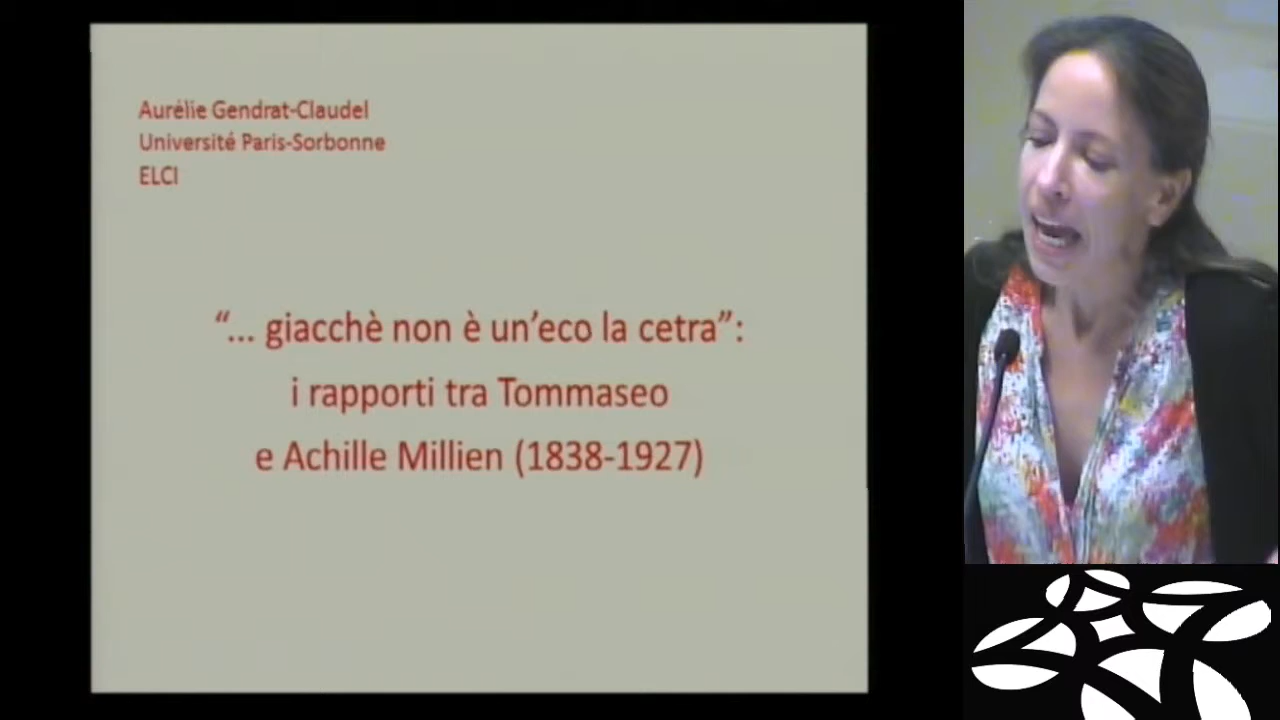 Aurélie Gendrat-Claudel
Université Paris-Sorbonne
ELCI
“... giacchè non è un’eco la cetra”:
i rapporti tra Tommaseo
e Achille Millien (1838-1927)